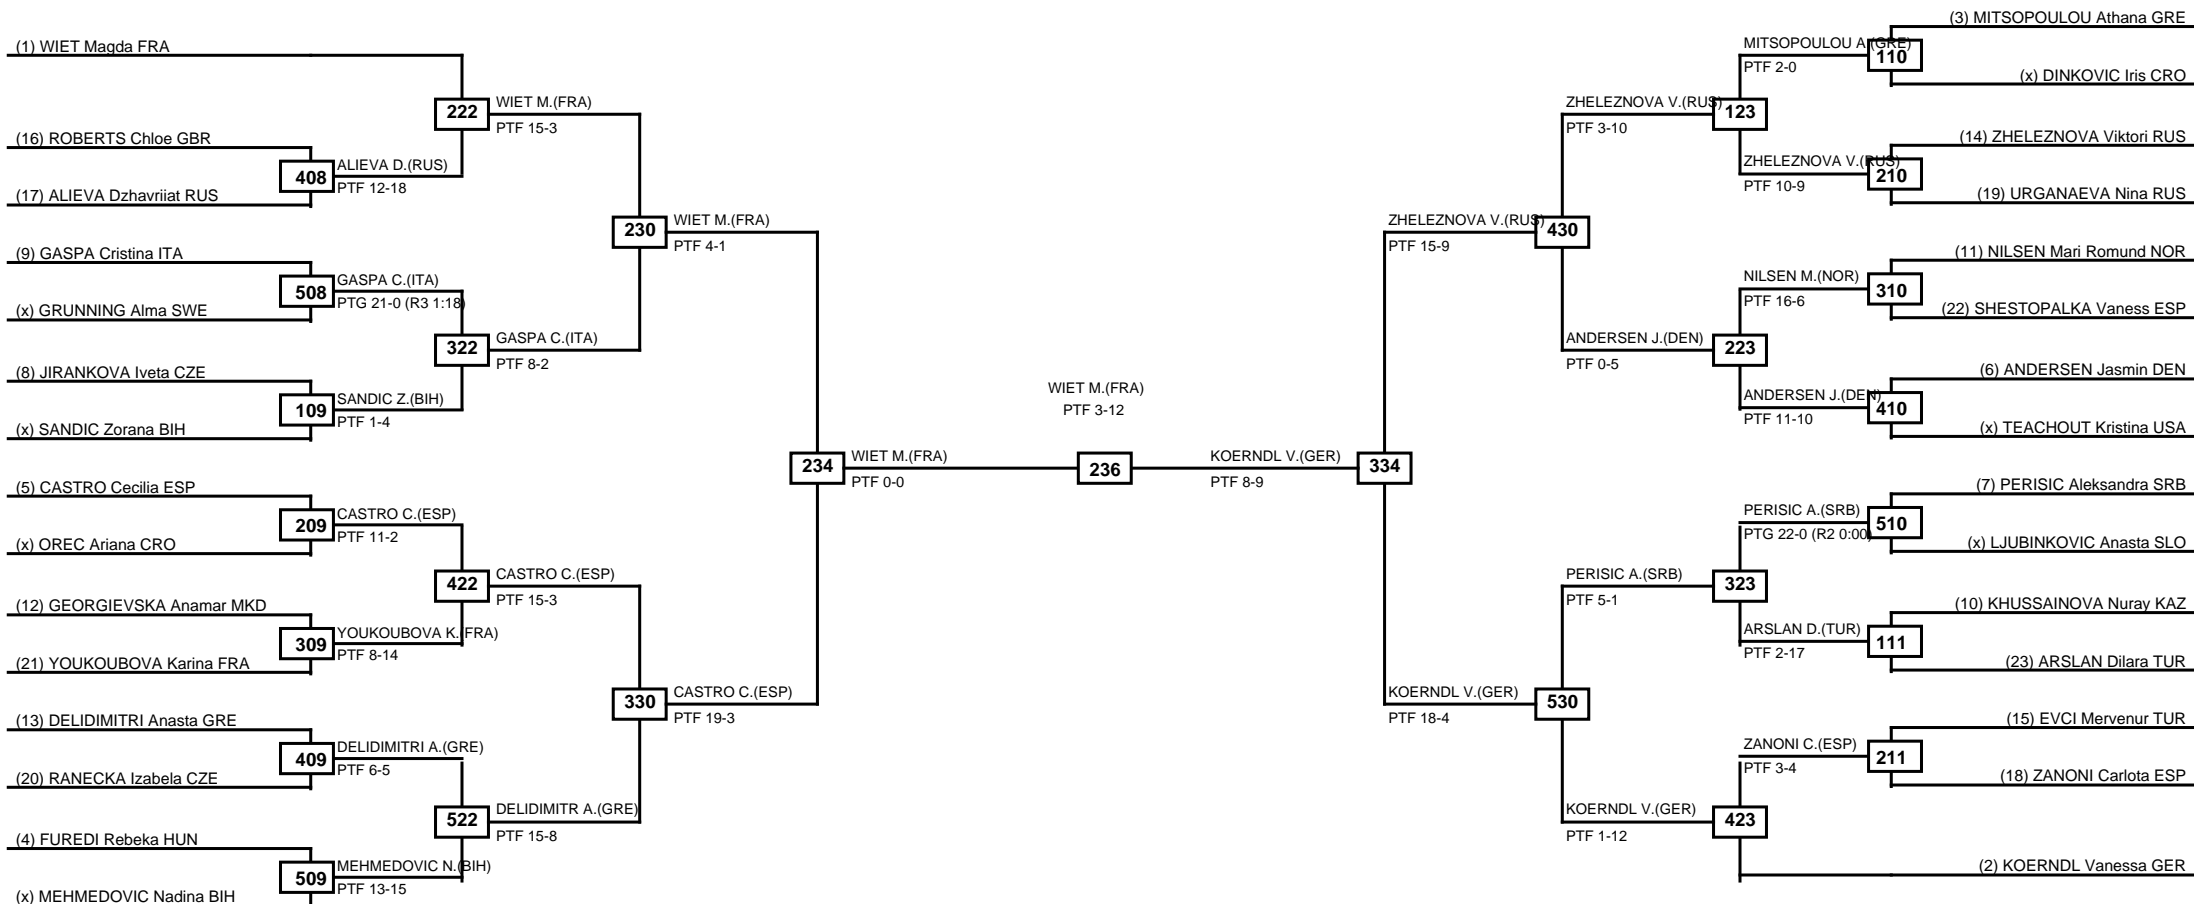 (1) WIET Magda FRA
(16) ROBERTS Chloe GBR
(17) ALIEVA Dzhavriiat RUS
(9) GASPA Cristina ITA
(x) GRUNNING Alma SWE
(8) JIRANKOVA Iveta CZE
(x) SANDIC Zorana BIH
(5) CASTRO Cecilia ESP
(x) OREC Ariana CRO
(12) GEORGIEVSKA Anamar MKD
(21) YOUKOUBOVA Karina FRA
(13) DELIDIMITRI Anasta GRE
(20) RANECKA Izabela CZE
(4) FUREDI Rebeka HUN
(x) MEHMEDOVIC Nadina BIH
408
ALIEVA D.(RUS)
PTF 12-18
508
GASPA C.(ITA)
PTG 21-0 (R3 1:18)
109
SANDIC Z.(BIH)
PTF 1-4
209
CASTRO C.(ESP)
PTF 11-2
309
YOUKOUBOVA K.(FRA)
PTF 8-14
409
DELIDIMITRI A.(GRE)
PTF 6-5
509
MEHMEDOVIC N.(BIH)
PTF 13-15
222
WIET M.(FRA)
PTF 15-3
322
GASPA C.(ITA)
PTF 8-2
422
CASTRO C.(ESP)
PTF 15-3
522
DELIDIMITR A.(GRE)
PTF 15-8
230
WIET M.(FRA)
PTF 4-1
330
CASTRO C.(ESP)
PTF 19-3
234
WIET M.(FRA)
PTF 0-0
WIET M.(FRA)
PTF 3-12
236
KOERNDL V.(GER)
PTF 8-9
334
ZHELEZNOVA V.(RUS)
PTF 15-9
430
KOERNDL V.(GER)
PTF 18-4
530
ZHELEZNOVA V.(RUS)
PTF 3-10
123
ANDERSEN J.(DEN)
PTF 0-5
223
PERISIC A.(SRB)
PTF 5-1
323
KOERNDL V.(GER)
PTF 1-12
423
MITSOPOULOU A.(GRE)
PTF 2-0
110
ZHELEZNOVA V.(RUS)
PTF 10-9
210
NILSEN M.(NOR)
PTF 16-6
310
ANDERSEN J.(DEN)
PTF 11-10
410
PERISIC A.(SRB)
PTG 22-0 (R2 0:00)
510
ARSLAN D.(TUR)
PTF 2-17
111
ZANONI C.(ESP)
PTF 3-4
211
(3) MITSOPOULOU Athana GRE
(x) DINKOVIC Iris CRO
(14) ZHELEZNOVA Viktori RUS
(19) URGANAEVA Nina RUS
(11) NILSEN Mari Romund NOR
(22) SHESTOPALKA Vaness ESP
(6) ANDERSEN Jasmin DEN
(x) TEACHOUT Kristina USA
(7) PERISIC Aleksandra SRB
(x) LJUBINKOVIC Anasta SLO
(10) KHUSSAINOVA Nuray KAZ
(23) ARSLAN Dilara TUR
(15) EVCI Mervenur TUR
(18) ZANONI Carlota ESP
(2) KOERNDL Vanessa GER